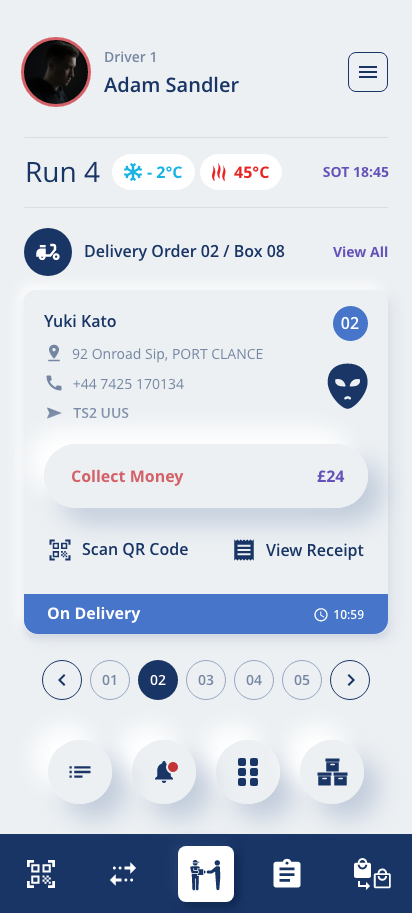 Driver 1
Adam Sandler
Run 4
- 2°C
45°C
SOT 18:45
Delivery Order 02 / Box 08
View All
Yuki Kato
02
92 Onroad Sip, PORT CLANCE
+44 7425 170134
TS2 UUS
Collect Money
£24
Scan QR Code
View Receipt
On Delivery
10:59
01
02
03
04
05